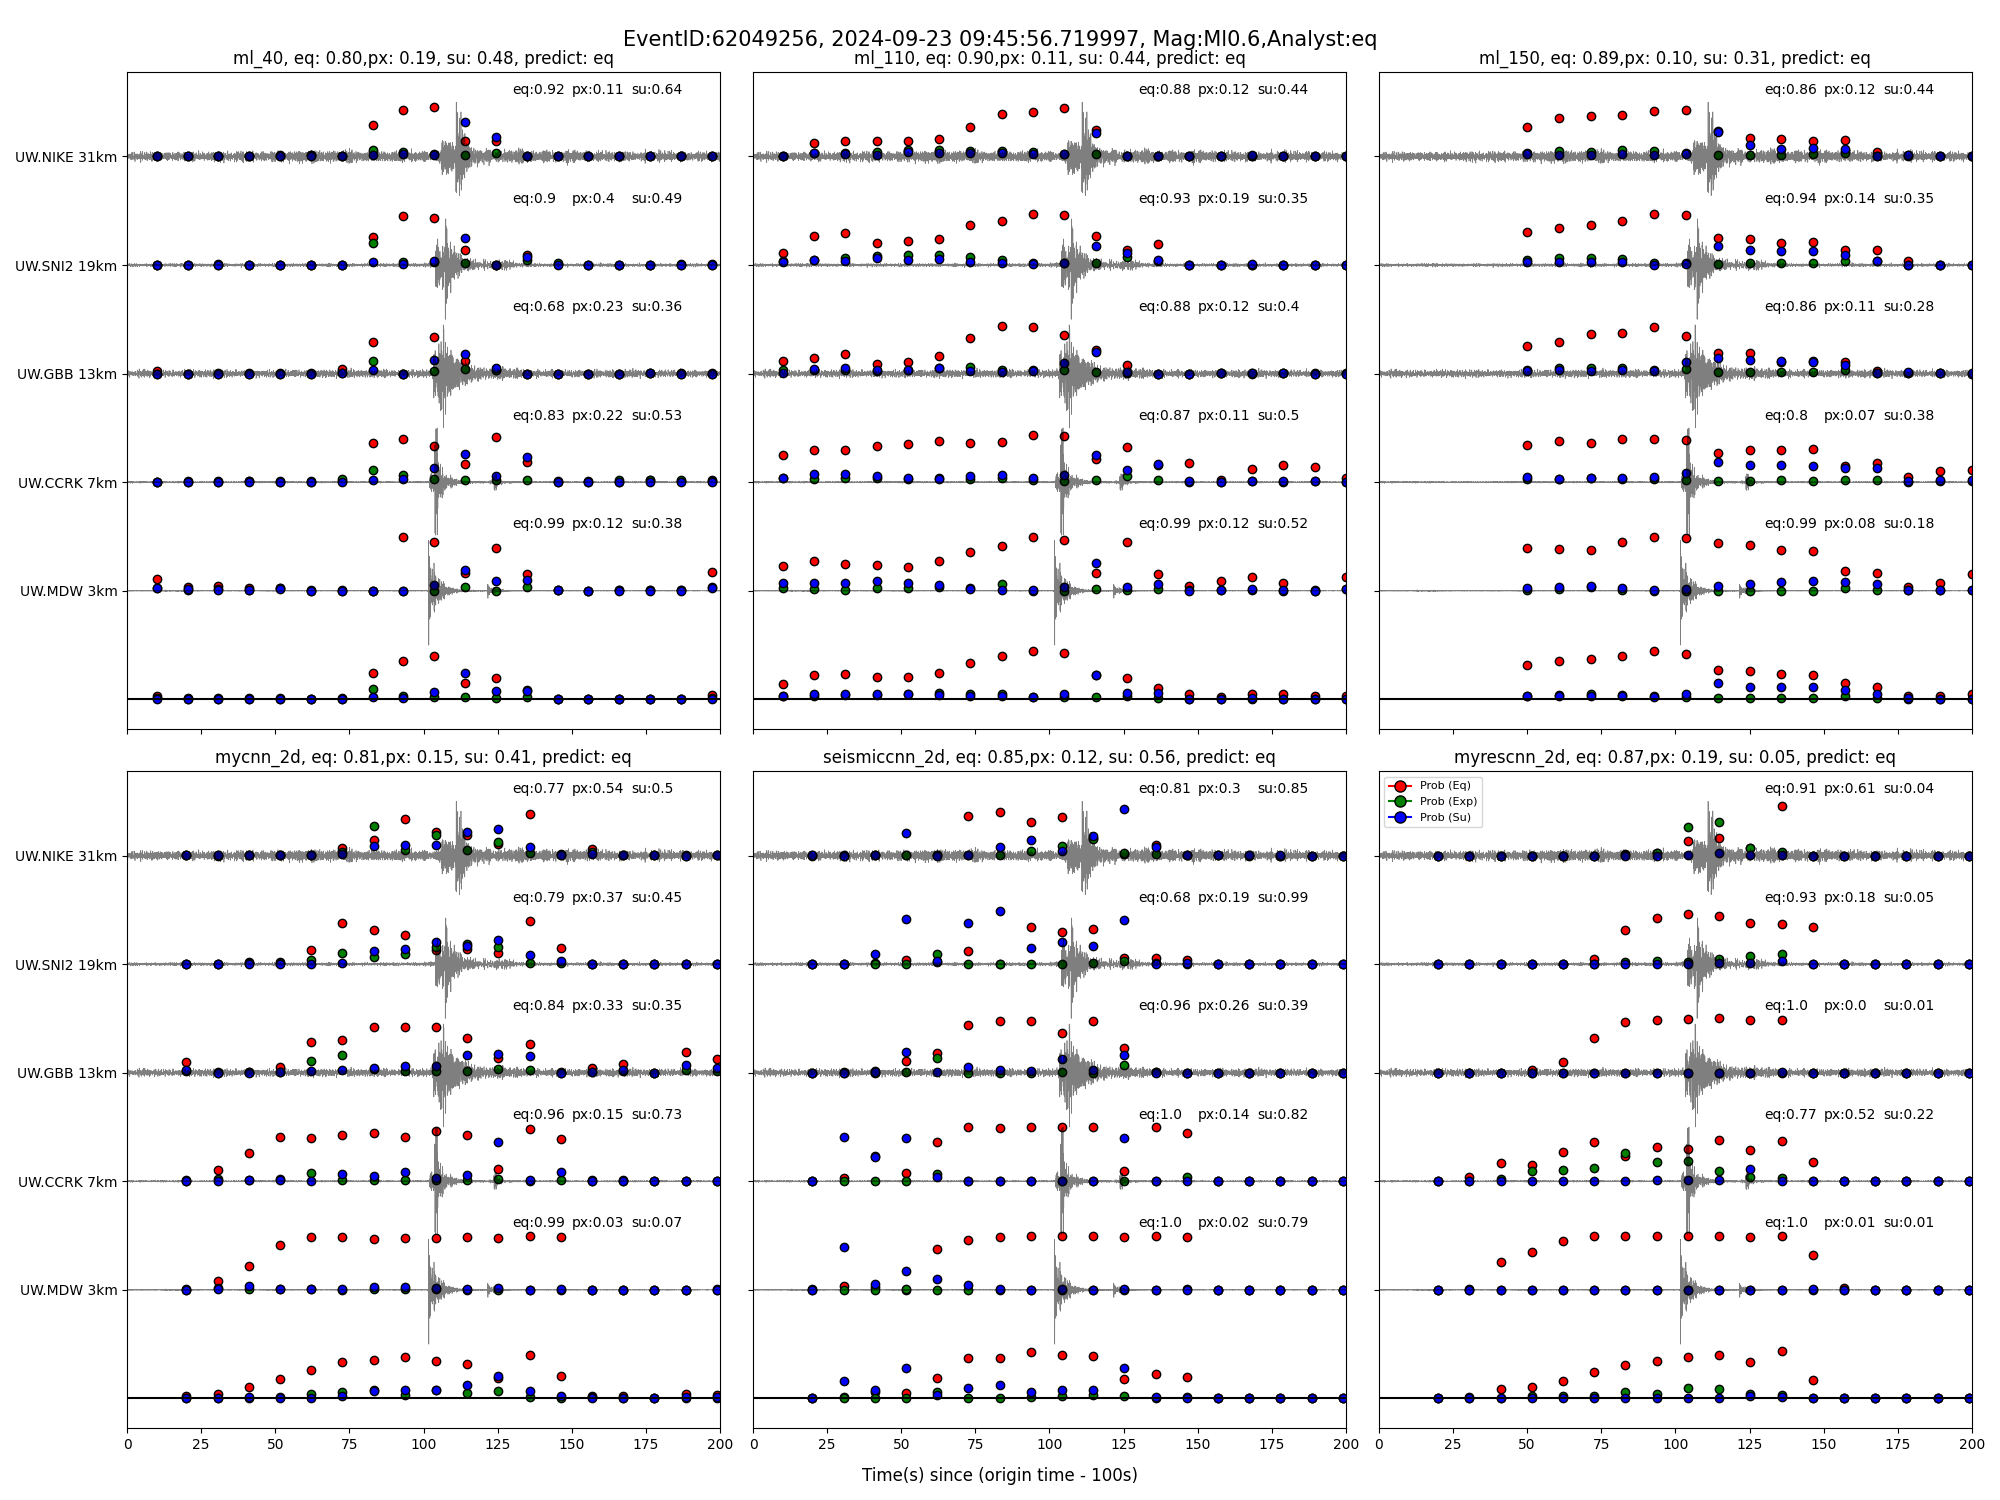 EventID:62049256, 2024-09-23 09:45:56.719997, Mag:Ml0.6,Analyst:eq
ml_40, eq: 0.80,px: 0.19, su: 0.48, predict: eq
ml_110, eq: 0.90,px: 0.11, su: 0.44, predict: eq
ml_150, eq: 0.89,px: 0.10, su: 0.31, predict: eq
eq:0.92 px:0.11 su:0.64
eq:0.88 px:0.12 su:0.44
eq:0.86 px:0.12 su:0.44
UW.NIKE 31km
eq:0.9 px:0.4 su:0.49
eq:0.93 px:0.19 su:0.35
eq:0.94 px:0.14 su:0.35
UW.SNI2 19km
eq:0.68 px:0.23 su:0.36
eq:0.88 px:0.12 su:0.4
eq:0.86 px:0.11 su:0.28
UW.GBB 13km
eq:0.83 px:0.22 su:0.53
eq:0.87 px:0.11 su:0.5
eq:0.8 px:0.07 su:0.38
UW.CCRK 7km
eq:0.99 px:0.12 su:0.38
eq:0.99 px:0.12 su:0.52
eq:0.99 px:0.08 su:0.18
UW.MDW 3km
mycnn_2d, eq: 0.81,px: 0.15, su: 0.41, predict: eq
seismiccnn_2d, eq: 0.85,px: 0.12, su: 0.56, predict: eq
myrescnn_2d, eq: 0.87,px: 0.19, su: 0.05, predict: eq
eq:0.77 px:0.54 su:0.5
eq:0.81 px:0.3 su:0.85
eq:0.91 px:0.61 su:0.04
Prob (Eq)
Prob (Exp)
Prob (Su)
UW.NIKE 31km
eq:0.79 px:0.37 su:0.45
eq:0.68 px:0.19 su:0.99
eq:0.93 px:0.18 su:0.05
UW.SNI2 19km
eq:0.84 px:0.33 su:0.35
eq:0.96 px:0.26 su:0.39
eq:1.0 px:0.0 su:0.01
UW.GBB 13km
eq:0.96 px:0.15 su:0.73
eq:1.0 px:0.14 su:0.82
eq:0.77 px:0.52 su:0.22
UW.CCRK 7km
eq:0.99 px:0.03 su:0.07
eq:1.0 px:0.02 su:0.79
eq:1.0 px:0.01 su:0.01
UW.MDW 3km
0 25 50 75 100 125 150 175 200
0 25 50 75 100 125 150 175 200
0 25 50 75 100 125 150 175 200
Time(s) since (origin time - 100s)